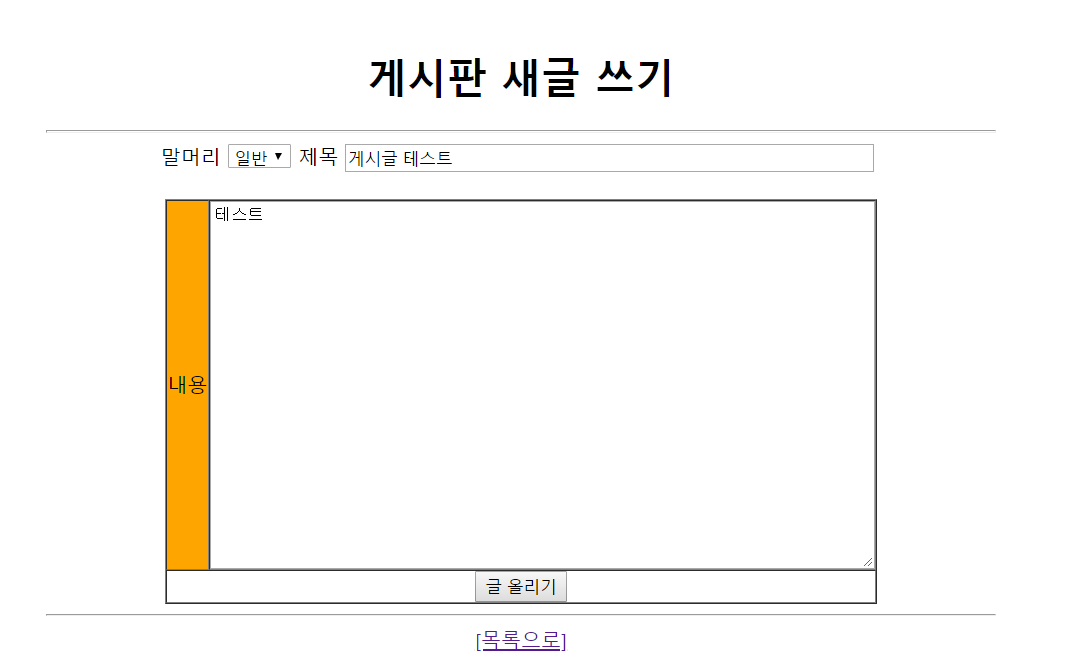 게시판 새글 쓰기
말머리 일반 ▼ 제목 게시글 테스트
테스트
내용
글 올리기
[목록으로]